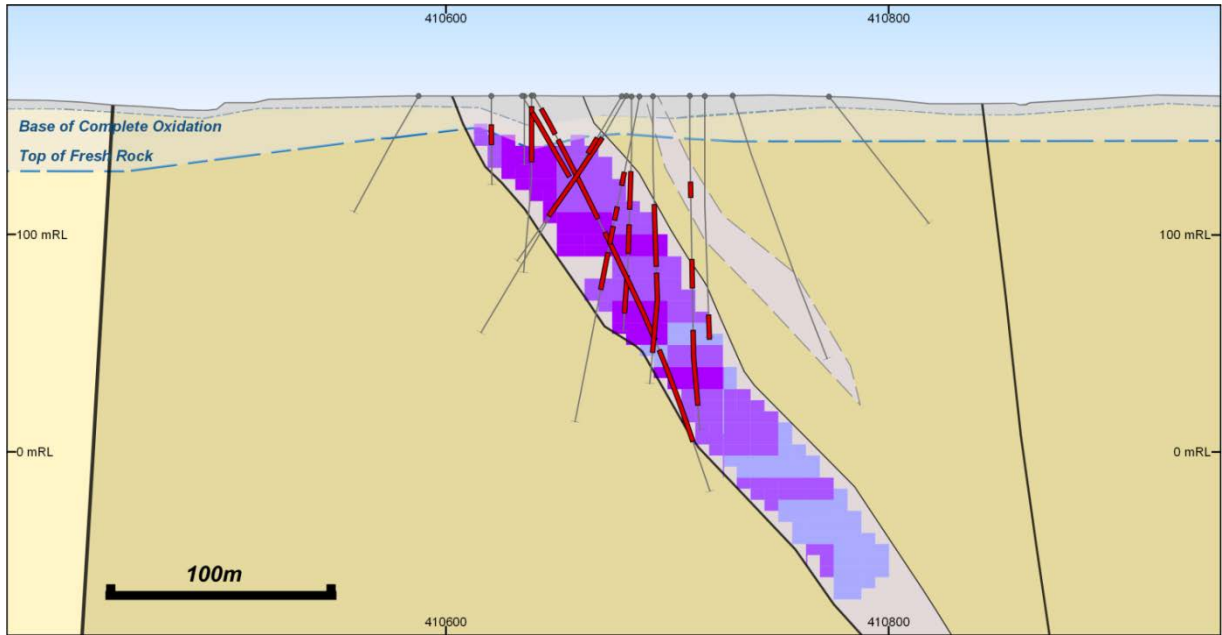 410600
410800
Base of Complete Oxidation
Top of Fresh Rock
100 mRL
100 mRL
0 mRL
0 mRL
100m
410600
410800